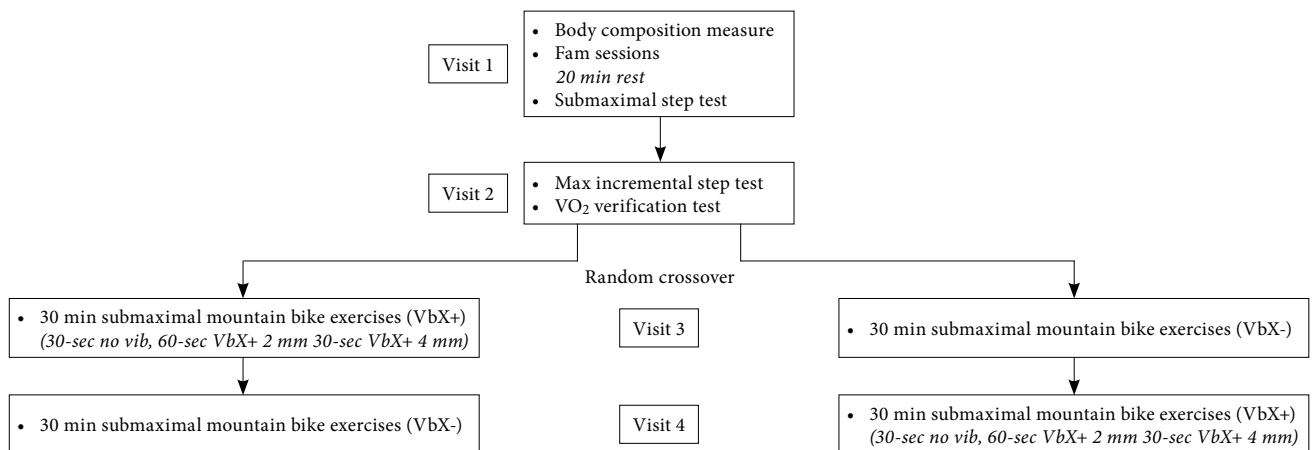 Visit 1
• Body composition measure
• Fam sessions
20 min rest
• Submaximal step test
Visit 2
• Max incremental step test
• VO₂ verification test
Random crossover
• 30 min submaximal mountain bike exercises (VbX+)
(30-sec no vib, 60-sec VbX+ 2 mm 30-sec VbX+ 4 mm)
Visit 3
• 30 min submaximal mountain bike exercises (VbX-)
• 30 min submaximal mountain bike exercises (VbX-)
Visit 4
• 30 min submaximal mountain bike exercises (VbX+)
(30-sec no vib, 60-sec VbX+ 2 mm 30-sec VbX+ 4 mm)